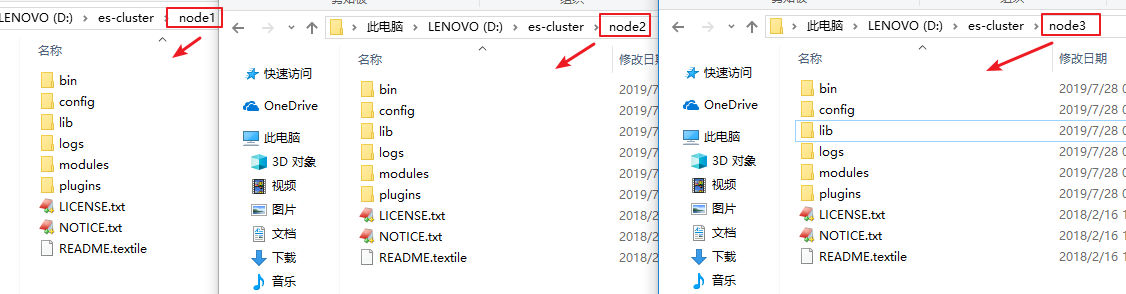 LENOVO (D:) > es-cluster > node1
名称
bin
config
lib
logs
modules
plugins
LICENSE.txt
NOTICE.txt
README.textile
组织
此电脑 > LENOVO (D:) > es-cluster > node2
快速访问
OneDrive
此电脑
3D 对象
视频
图片
文档
下载
音乐
名称
修改日期
bin
2019/7/
config
2019/7/
lib
2019/7/
logs
2019/7/
modules
2019/7/
plugins
2019/7/
LICENSE.txt
2018/2/
NOTICE.txt
2018/2/
README.textile
2018/2/
剪贴板
组织
此电脑 > LENOVO (D:) > es-cluster > node3
快速访问
OneDrive
此电脑
3D 对象
视频
图片
文档
下载
音乐
名称
修改日期
bin
2019/7/28 0
config
2019/7/28 0
lib
2019/7/28 0
logs
2019/7/28 0
modules
2019/7/28 0
plugins
2019/7/28 0
LICENSE.txt
2018/2/16 1
NOTICE.txt
2018/2/16 1
README.textile
2018/2/16 1